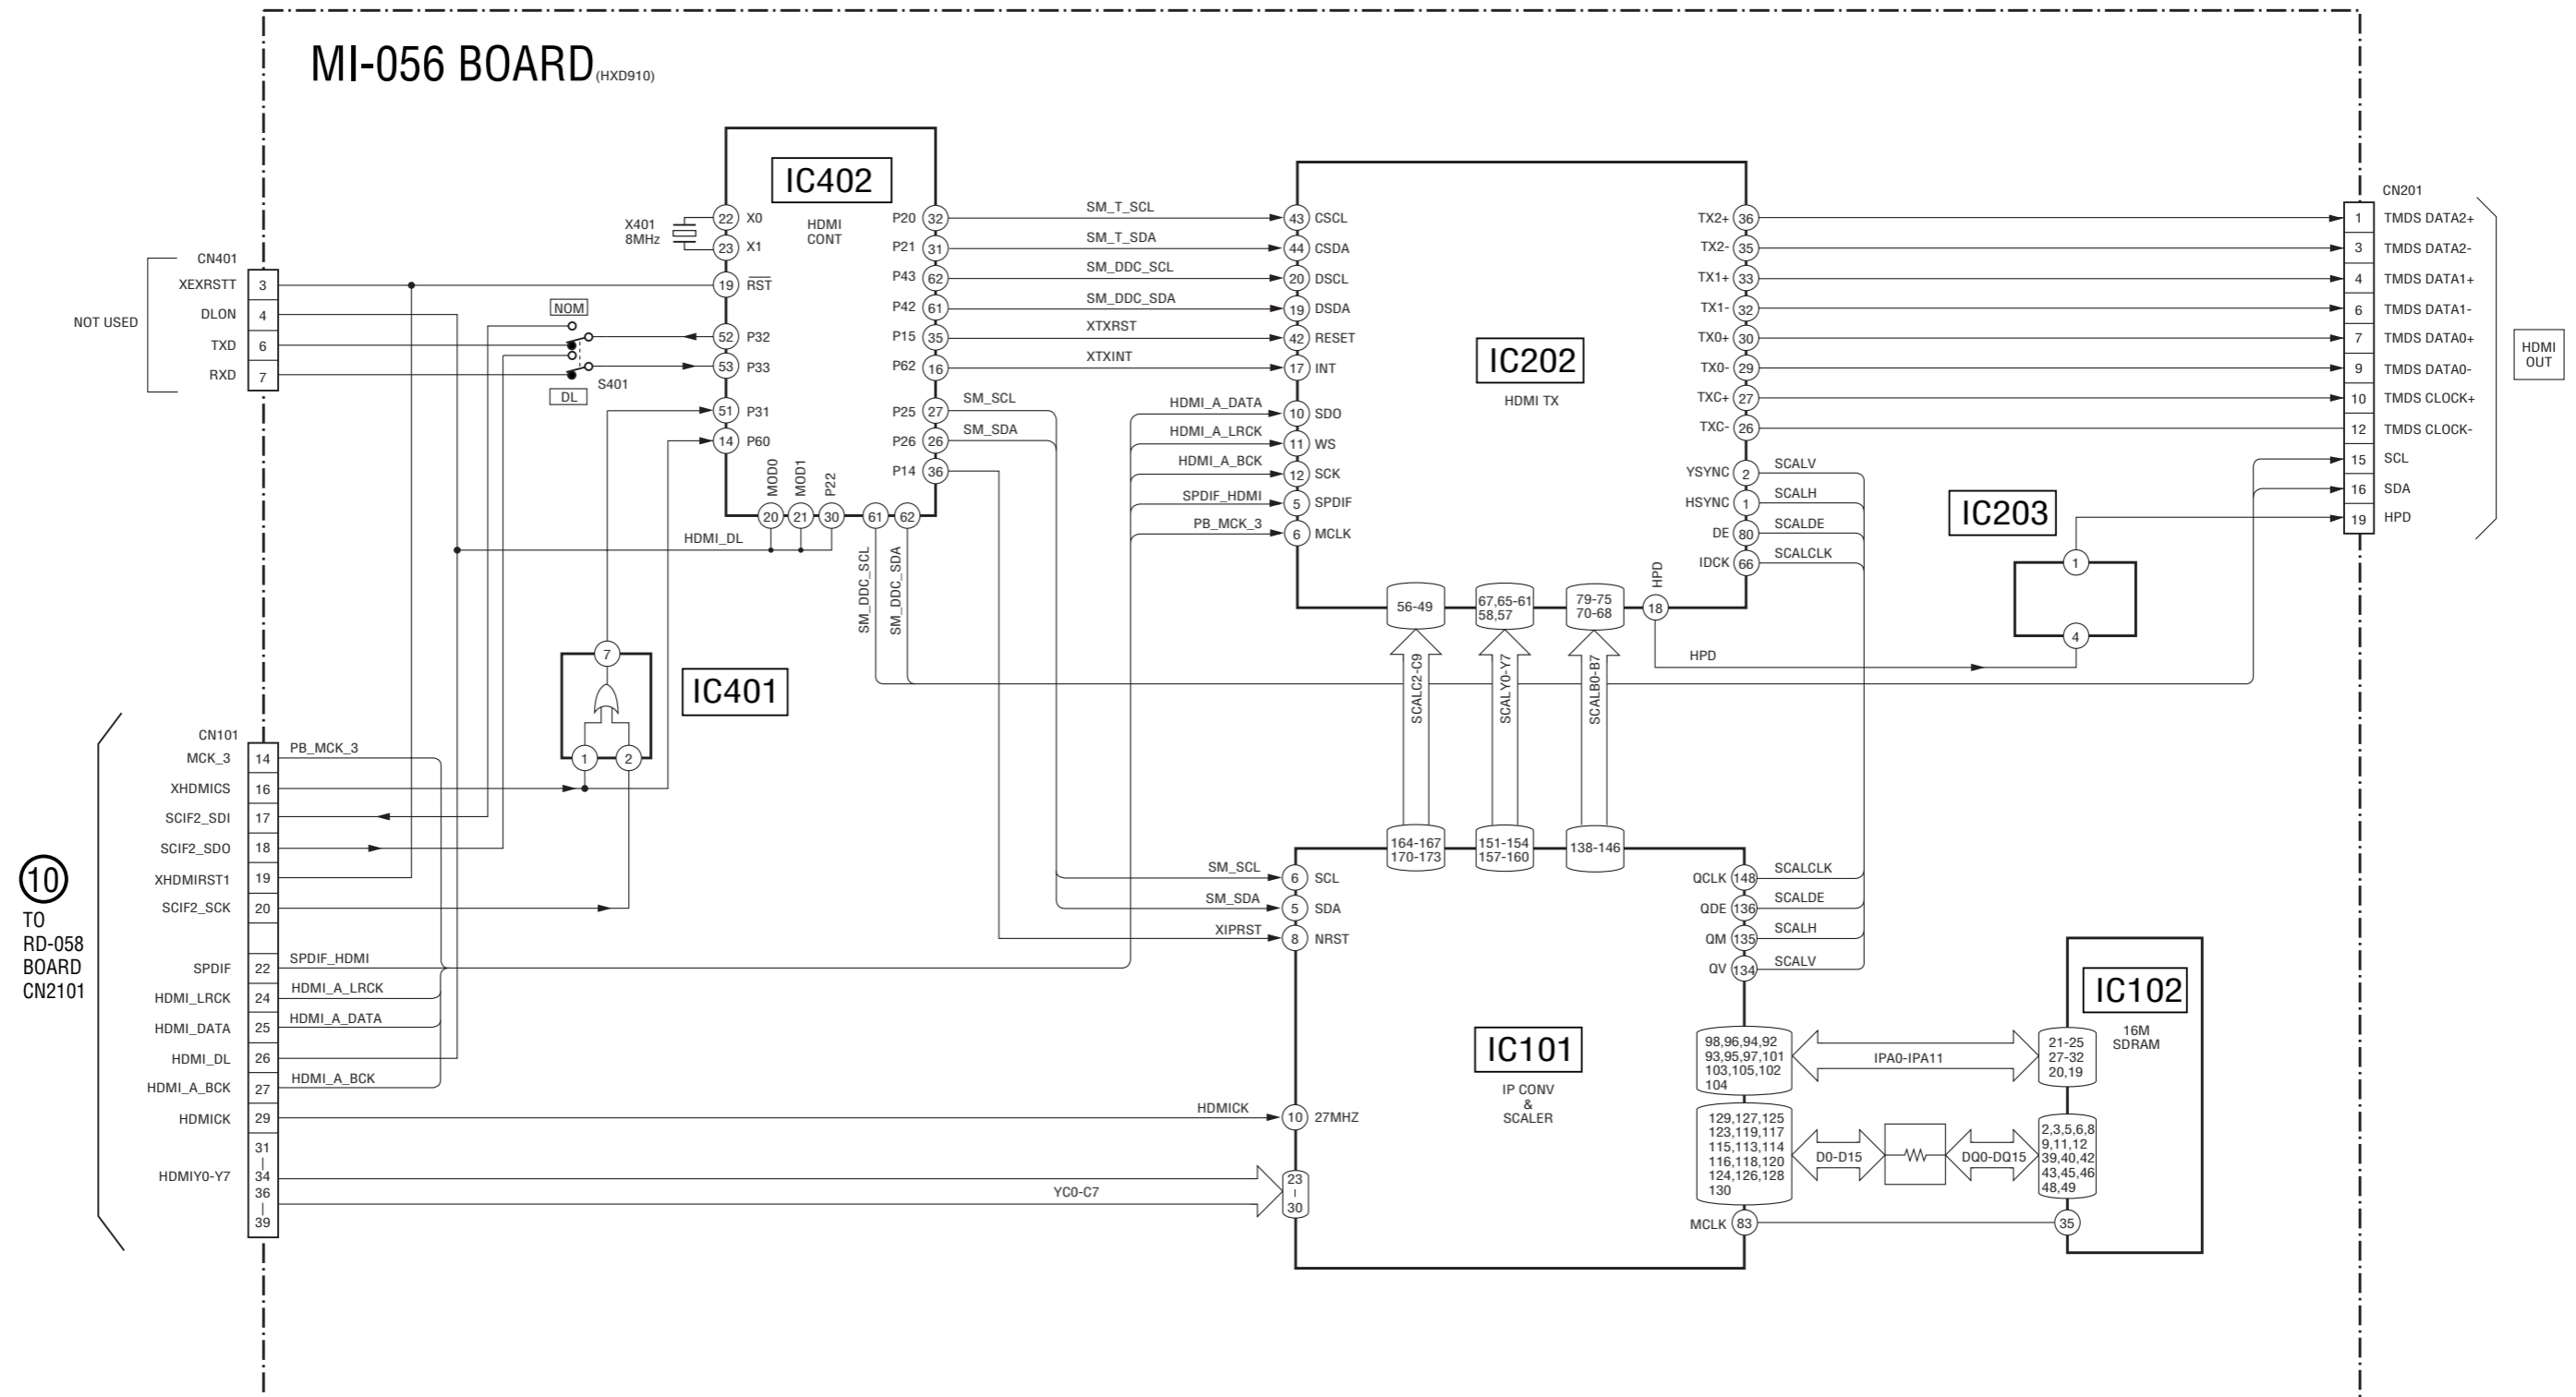 MI-056 BOARD (HXD910)
CN401
XEXRSTT 3
DLON 4
TXD 6
RXD 7
NOT USED
NOM
DL
S401
X401
8MHz
IC402
HDMI
CONT
22 X0
23 X1
19 RST
52 P32
53 P33
51 P31
14 P60
MOD0
MOD1
P22
20 21 30 61 62
HDMI_DL
SM_DDC_SCL
SM_DDC_SDA
P20 32 SM_T_SCL
P21 31 SM_T_SDA
P43 62 SM_DDC_SCL
P42 61 SM_DDC_SDA
P15 35 XTXRST
P62 16 XTXINT
P25 27 SM_SCL
P26 26 SM_SDA
P14 36
IC202
HDMI TX
43 CSCL
44 CSDA
20 DSCL
19 DSDA
42 RESET
17 INT
HDMI_A_DATA 10 SDO
HDMI_A_LRCK 11 WS
HDMI_A_BCK 12 SCK
SPDIF_HDMI 5 SPDIF
PB_MCK_3 6 MCLK
TX2+ 36
TX2- 35
TX1+ 33
TX1- 32
TX0+ 30
TX0- 29
TXC+ 27
TXC- 26
YSYNC 2 SCALV
HSYNC 1 SCALH
DE 80 SCALDE
IDCK 66 SCALCLK
56-49
67,65-61
58,57
79-75
70-68
HPD
18
HPD
CN201
1 TMDS DATA2+
3 TMDS DATA2-
4 TMDS DATA1+
6 TMDS DATA1-
7 TMDS DATA0+
9 TMDS DATA0-
10 TMDS CLOCK+
12 TMDS CLOCK-
15 SCL
16 SDA
19 HPD
HDMI
OUT
IC203
1
4
IC401
7
1
2
SCALC2-C9
SCALY0-Y7
SCALB0-B7
10
TO
RD-058
BOARD
CN2101
CN101
MCK_3 14 PB_MCK_3
XHDMICS 16
SCIF2_SDI 17
SCIF2_SDO 18
XHDMIRST1 19
SCIF2_SCK 20
SPDIF 22 SPDIF_HDMI
HDMI_LRCK 24 HDMI_A_LRCK
HDMI_DATA 25 HDMI_A_DATA
HDMI_DL 26
HDMI_A_BCK 27 HDMI_A_BCK
HDMICK 29
HDMIY0-Y7
31
|
34
36
|
39
164-167
170-173
151-154
157-160
138-146
SM_SCL 6 SCL
SM_SDA 5 SDA
XIPRST 8 NRST
HDMICK 10 27MHZ
YC0-C7
23
|
30
IC101
IP CONV
&
SCALER
QCLK 148 SCALCLK
QDE 136 SCALDE
QM 135 SCALH
QV 134 SCALV
98,96,94,92
93,95,97,101
103,105,102
104
IPA0-IPA11
129,127,125
123,119,117
115,113,114
116,118,120
124,126,128
130
D0-D15
DQ0-DQ15
MCLK 83
IC102
16M
SDRAM
21-25
27-32
20,19
2,3,5,6,8
9,11,12
39,40,42
43,45,46
48,49
35